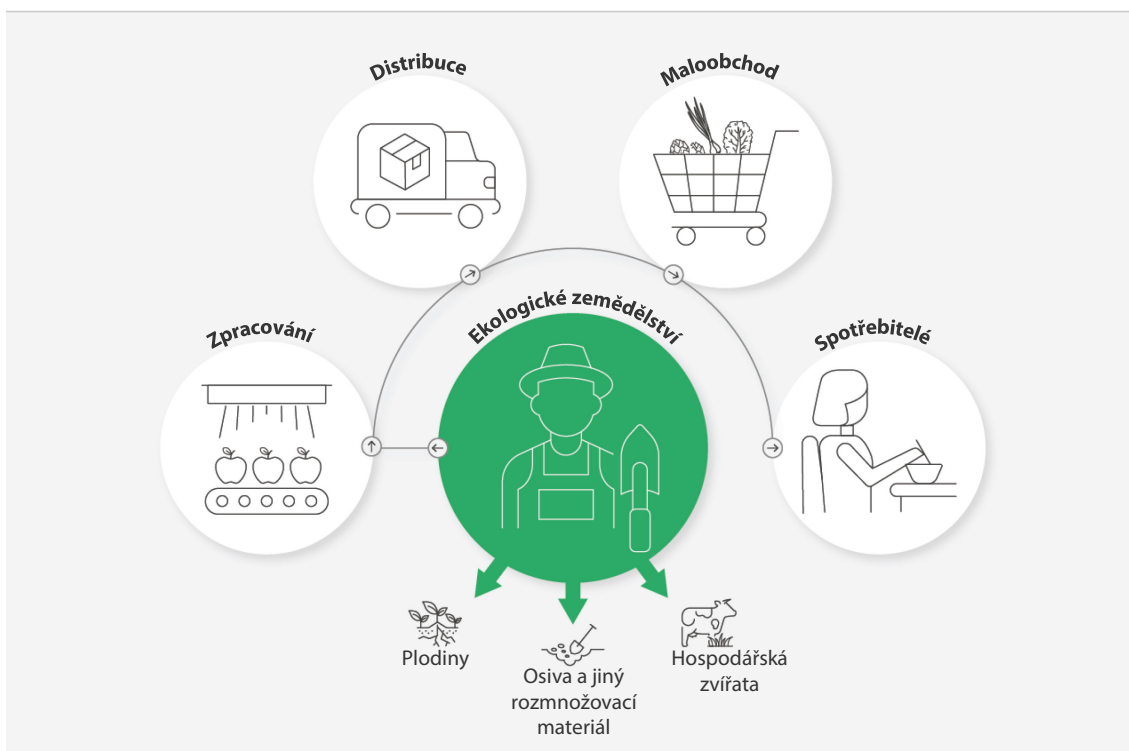 Distribuce
Maloobchod
Ekologické zemědělství
Zpracování
Spotřebitelé
Plodiny
Osiva a jiný
rozmnožovací
materiál
Hospodářská
zvířata